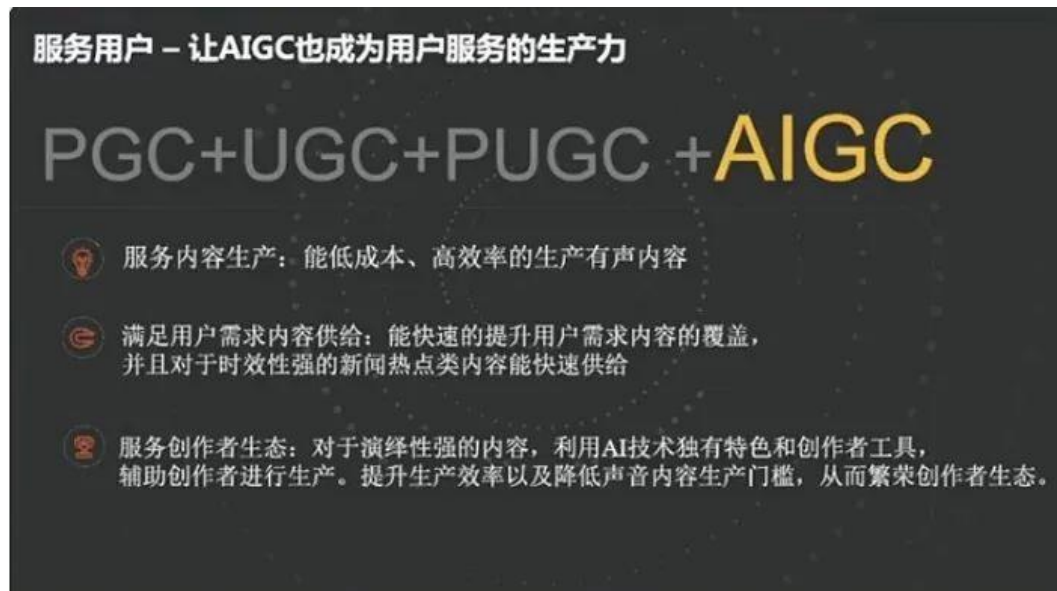 服务用户 – 让AIGC也成为用户服务的生产力
PGC+UGC+PUGC +AIGC
服务内容生产：能低成本、高效率的生产有声内容
满足用户需求内容供给：能快速的提升用户需求内容的覆盖，
并且对于时效性强的新闻热点类内容能快速供给
服务创作者生态：对于演绎性强的内容，利用AI技术独有特色和创作者工具，
辅助创作者进行生产。提升生产效率以及降低声音内容生产门槛，从而繁荣创作者生态。